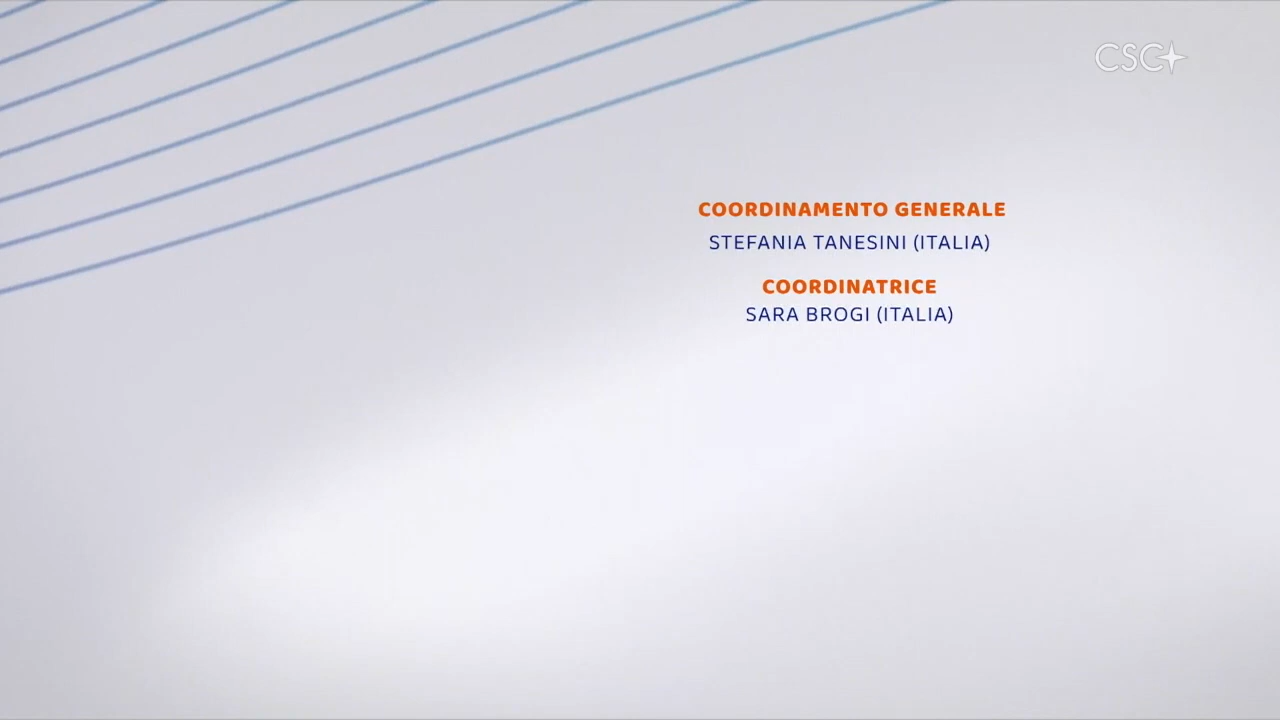 CSC
COORDINAMENTO GENERALE
STEFANIA TANESINI (ITALIA)
COORDINATRICE
SARA BROGI (ITALIA)